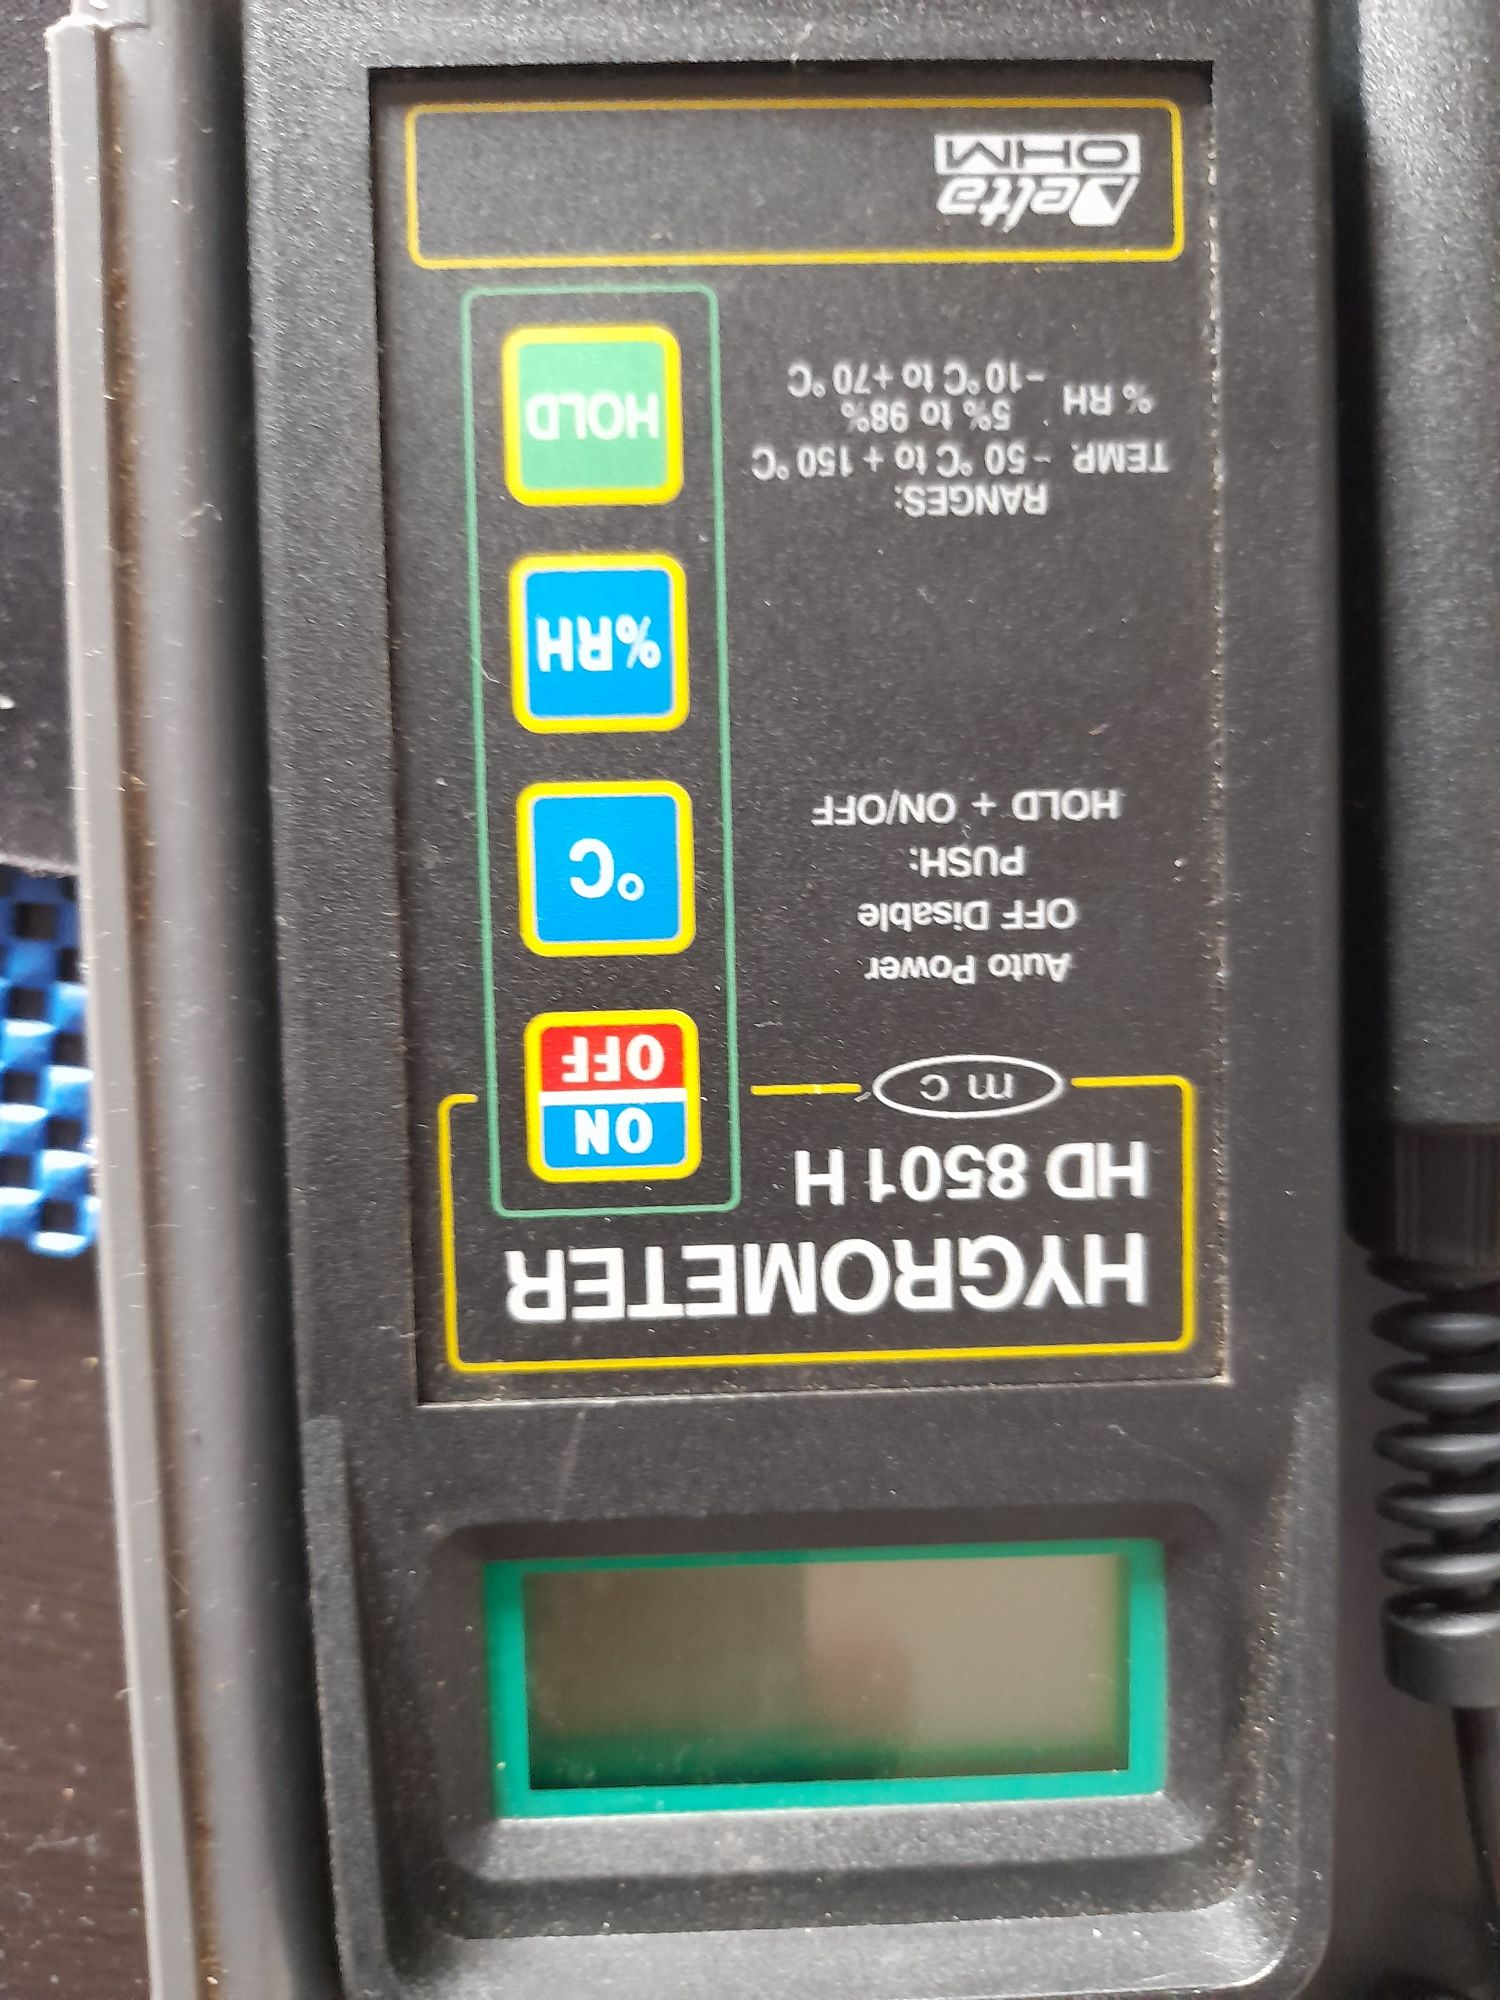 HYGROMETER
HD 8501 H
m c
ON
OFF
Auto Power
OFF Disable
PUSH:
HOLD + ON/OFF
°C
%RH
HOLD
RANGES:
TEMP. -50 °C to + 150 °C
% RH 5% to 98%
-10 °C to +70 °C
Delta
OHM